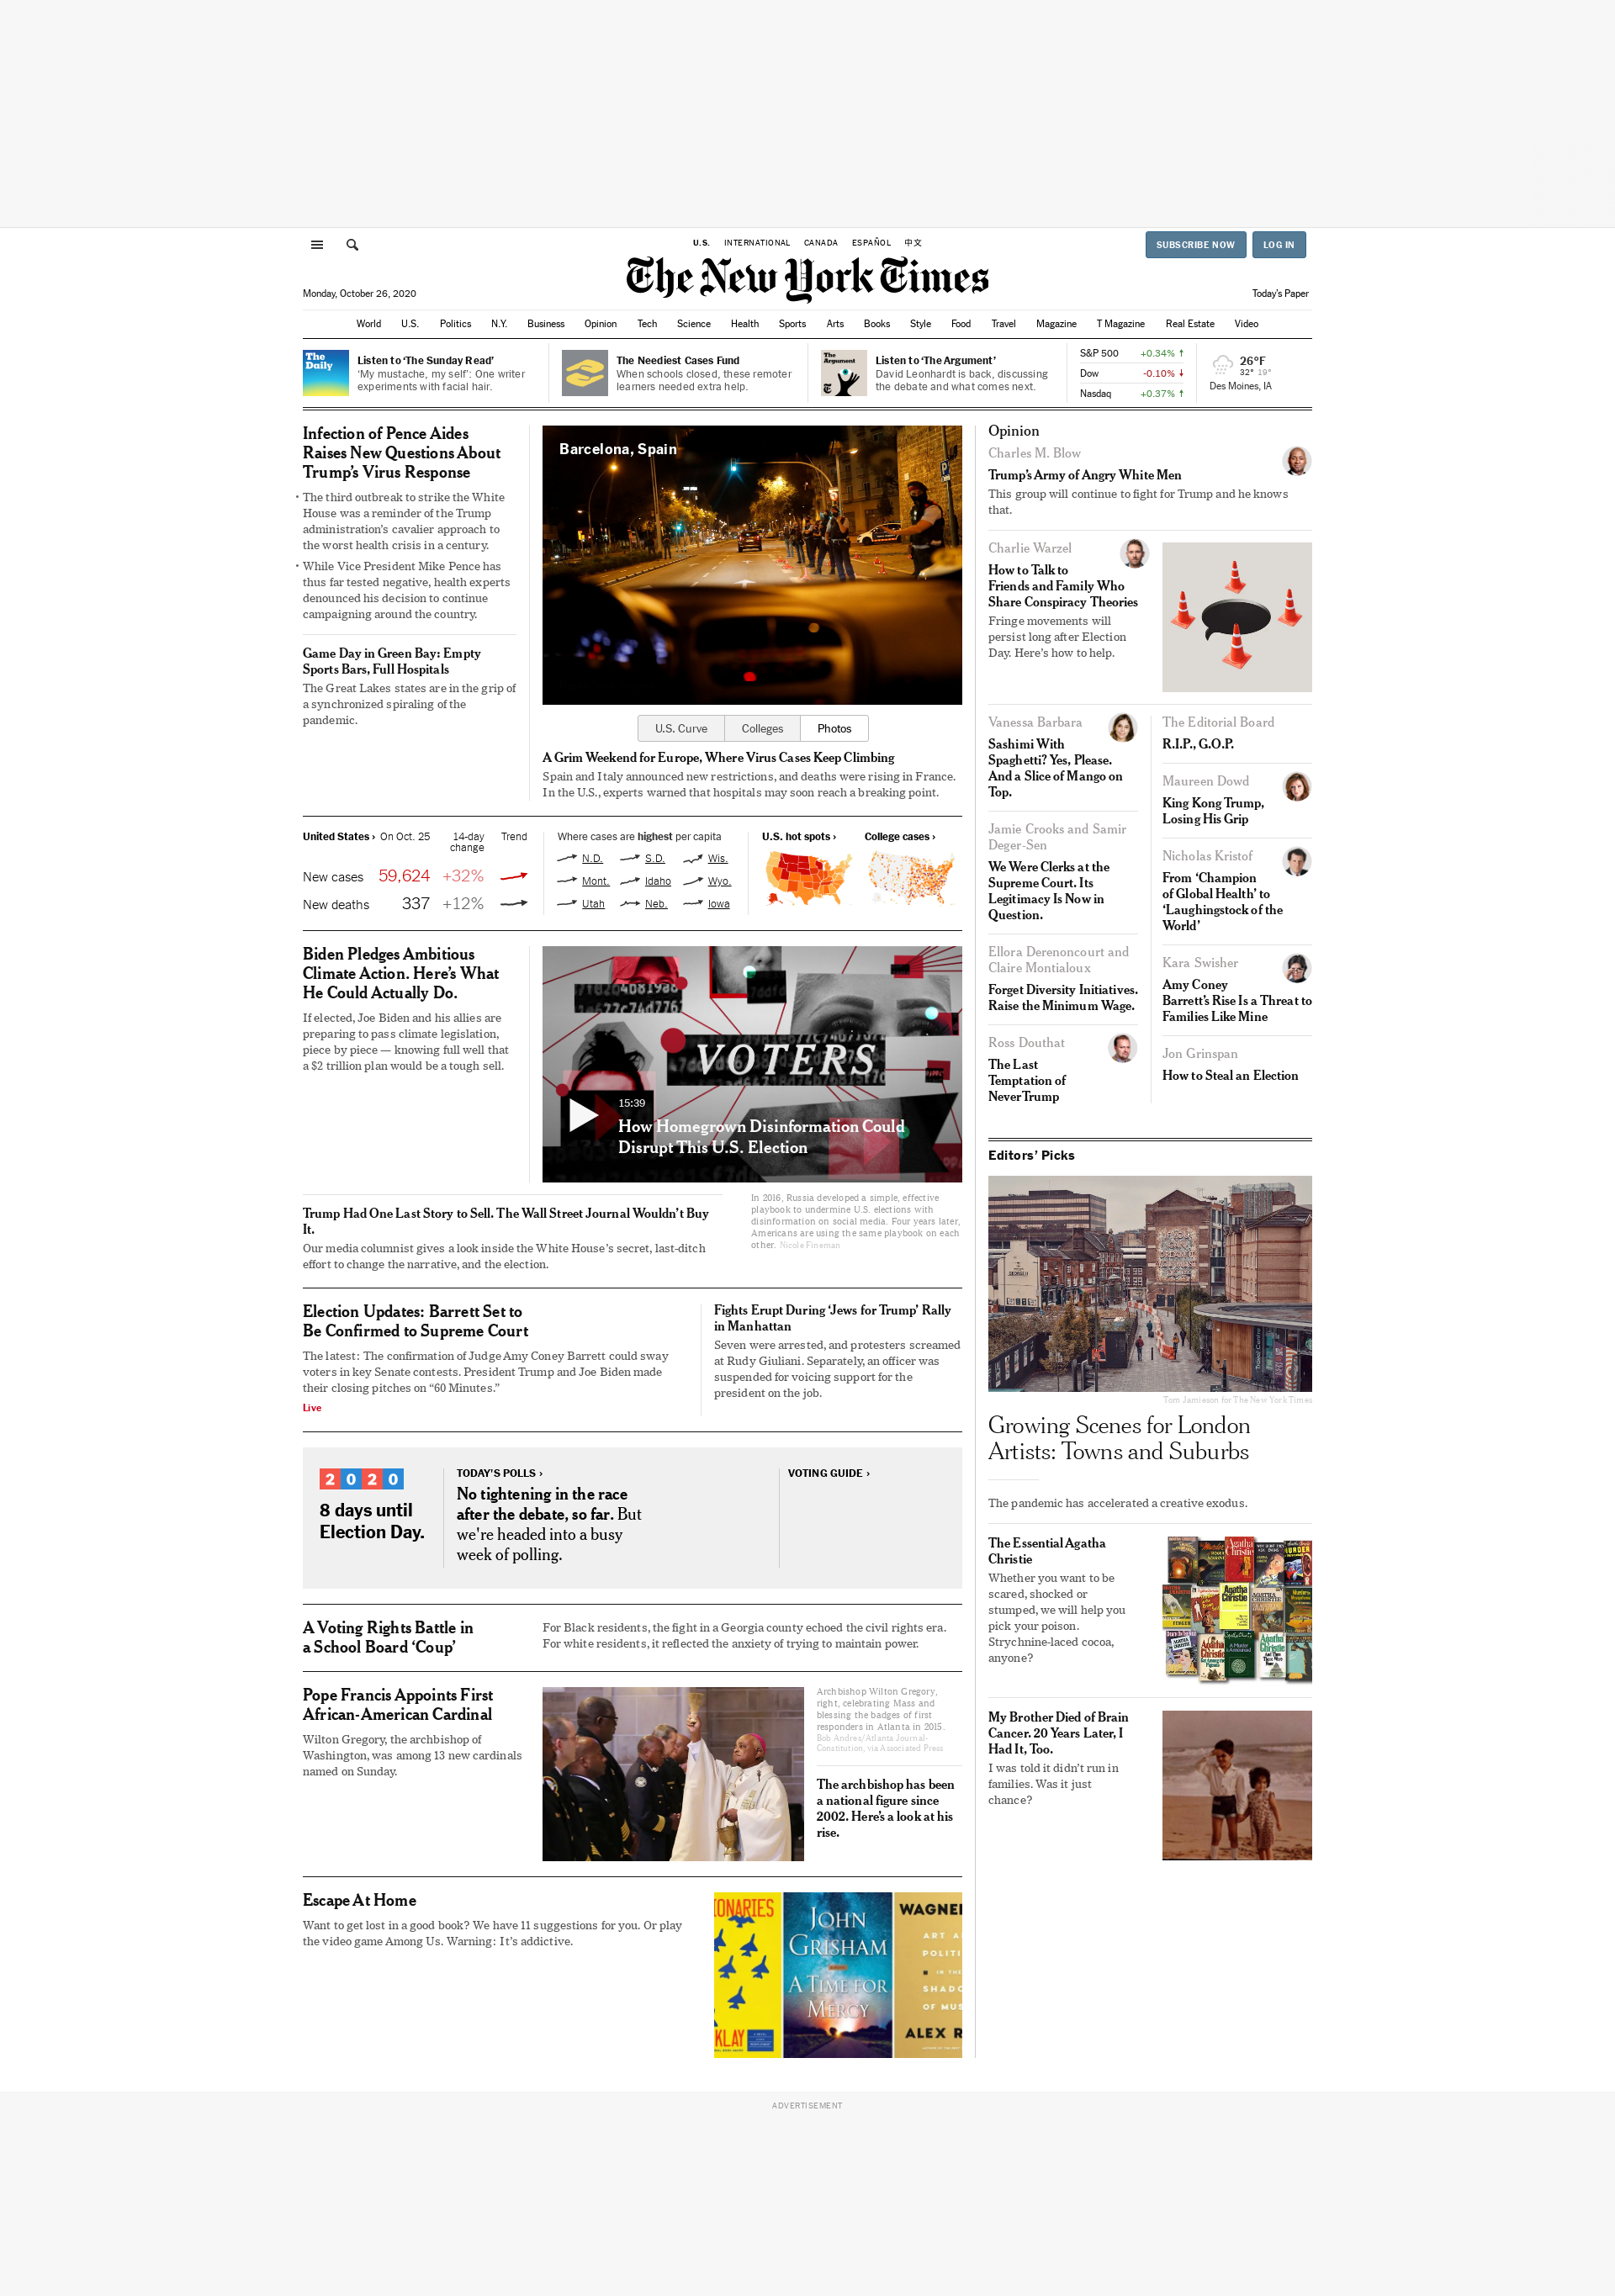 U.S. INTERNATIONAL CANADA ESPAÑOL 中文
SUBSCRIBE NOW LOG IN
The New York Times
Monday, October 26, 2020
Today's Paper
World U.S. Politics N.Y. Business Opinion Tech Science Health Sports Arts Books Style Food Travel Magazine T Magazine Real Estate Video
The
Daily
Listen to ‘The Sunday Read’
‘My mustache, my self’: One writer
experiments with facial hair.
The Neediest Cases Fund
When schools closed, these remote
learners needed extra help.
The
Argument
Listen to ‘The Argument’
David Leonhardt is back, discussing
the debate and what comes next.
S&P 500 +0.34%
Dow -0.10%
Nasdaq +0.37%
26°F
32° 19°
Des Moines, IA
Infection of Pence Aides
Raises New Questions About
Trump’s Virus Response
• The third outbreak to strike the White
House was a reminder of the Trump
administration’s cavalier approach to
the worst health crisis in a century.
• While Vice President Mike Pence has
thus far tested negative, health experts
denounced his decision to continue
campaigning around the country.
Game Day in Green Bay: Empty
Sports Bars, Full Hospitals
The Great Lakes states are in the grip of
a synchronized spiraling of the
pandemic.
Barcelona, Spain
U.S. Curve Colleges Photos
A Grim Weekend for Europe, Where Virus Cases Keep Climbing
Spain and Italy announced new restrictions, and deaths were rising in France.
In the U.S., experts warned that hospitals may soon reach a breaking point.
United States › On Oct. 25 14-day
change Trend
New cases 59,624 +32%
New deaths 337 +12%
Where cases are highest per capita
N.D. S.D. Wis.
Mont. Idaho Wyo.
Utah Neb. Iowa
U.S. hot spots › College cases ›
Biden Pledges Ambitious
Climate Action. Here’s What
He Could Actually Do.
If elected, Joe Biden and his allies are
preparing to pass climate legislation,
piece by piece — knowing full well that
a $2 trillion plan would be a tough sell.
VOTERS
15:39
How Homegrown Disinformation Could
Disrupt This U.S. Election
In 2016, Russia developed a simple, effective
playbook to undermine U.S. elections with
disinformation on social media. Four years later,
Americans are using the same playbook on each
other. Nicole Fineman
Trump Had One Last Story to Sell. The Wall Street Journal Wouldn’t Buy
It.
Our media columnist gives a look inside the White House’s secret, last-ditch
effort to change the narrative, and the election.
Election Updates: Barrett Set to
Be Confirmed to Supreme Court
The latest: The confirmation of Judge Amy Coney Barrett could sway
voters in key Senate contests. President Trump and Joe Biden made
their closing pitches on “60 Minutes.”
Live
Fights Erupt During ‘Jews for Trump’ Rally
in Manhattan
Seven were arrested, and protesters screamed
at Rudy Giuliani. Separately, an officer was
suspended for voicing support for the
president on the job.
2020
8 days until
Election Day.
TODAY’S POLLS ›
No tightening in the race
after the debate, so far. But
we're headed into a busy
week of polling.
VOTING GUIDE ›
A Voting Rights Battle in
a School Board ‘Coup’
For Black residents, the fight in a Georgia county echoed the civil rights era.
For white residents, it reflected the anxiety of trying to maintain power.
Pope Francis Appoints First
African-American Cardinal
Wilton Gregory, the archbishop of
Washington, was among 13 new cardinals
named on Sunday.
Archbishop Wilton Gregory,
right, celebrating Mass and
blessing the badges of first
responders in Atlanta in 2015.
Bob Andres/Atlanta Journal-
Constitution, via Associated Press
The archbishop has been
a national figure since
2002. Here’s a look at his
rise.
Escape At Home
Want to get lost in a good book? We have 11 suggestions for you. Or play
the video game Among Us. Warning: It’s addictive.
ONARIES
KLAY
JOHN
GRISHAM
A TIME FOR
MERCY
WAGNER
ART A
POLITI
IN THE
SHADO
OF MUS
ALEX R
Opinion
Charles M. Blow
Trump’s Army of Angry White Men
This group will continue to fight for Trump and he knows
that.
Charlie Warzel
How to Talk to
Friends and Family Who
Share Conspiracy Theories
Fringe movements will
persist long after Election
Day. Here’s how to help.
Vanessa Barbara
Sashimi With
Spaghetti? Yes, Please.
And a Slice of Mango on
Top.
Jamie Crooks and Samir
Deger-Sen
We Were Clerks at the
Supreme Court. Its
Legitimacy Is Now in
Question.
Ellora Derenoncourt and
Claire Montialoux
Forget Diversity Initiatives.
Raise the Minimum Wage.
Ross Douthat
The Last
Temptation of
NeverTrump
The Editorial Board
R.I.P., G.O.P.
Maureen Dowd
King Kong Trump,
Losing His Grip
Nicholas Kristof
From ‘Champion
of Global Health’ to
‘Laughingstock of the
World’
Kara Swisher
Amy Coney
Barrett’s Rise Is a Threat to
Families Like Mine
Jon Grinspan
How to Steal an Election
Editors’ Picks
Tom Jamieson for The New York Times
Growing Scenes for London
Artists: Towns and Suburbs
The pandemic has accelerated a creative exodus.
The Essential Agatha
Christie
Whether you want to be
scared, shocked or
stumped, we will help you
pick your poison.
Strychnine-laced cocoa,
anyone?
My Brother Died of Brain
Cancer. 20 Years Later, I
Had It, Too.
I was told it didn’t run in
families. Was it just
chance?
ADVERTISEMENT